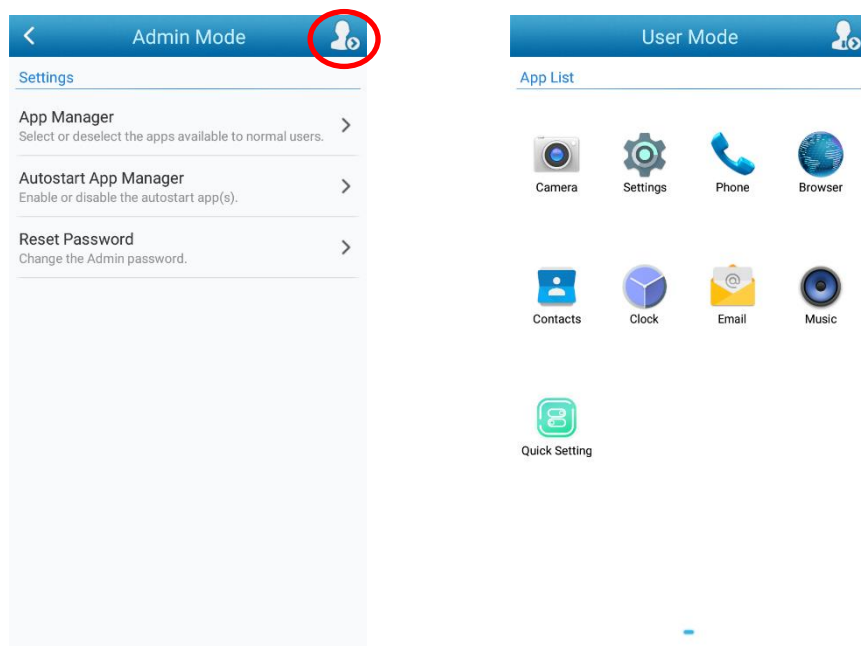 Admin Mode
Settings
App Manager
Select or deselect the apps available to normal users.
Autostart App Manager
Enable or disable the autostart app(s).
Reset Password
Change the Admin password.
User Mode
App List
Camera
Settings
Phone
Browser
Contacts
Clock
@
Email
Music
Quick Setting